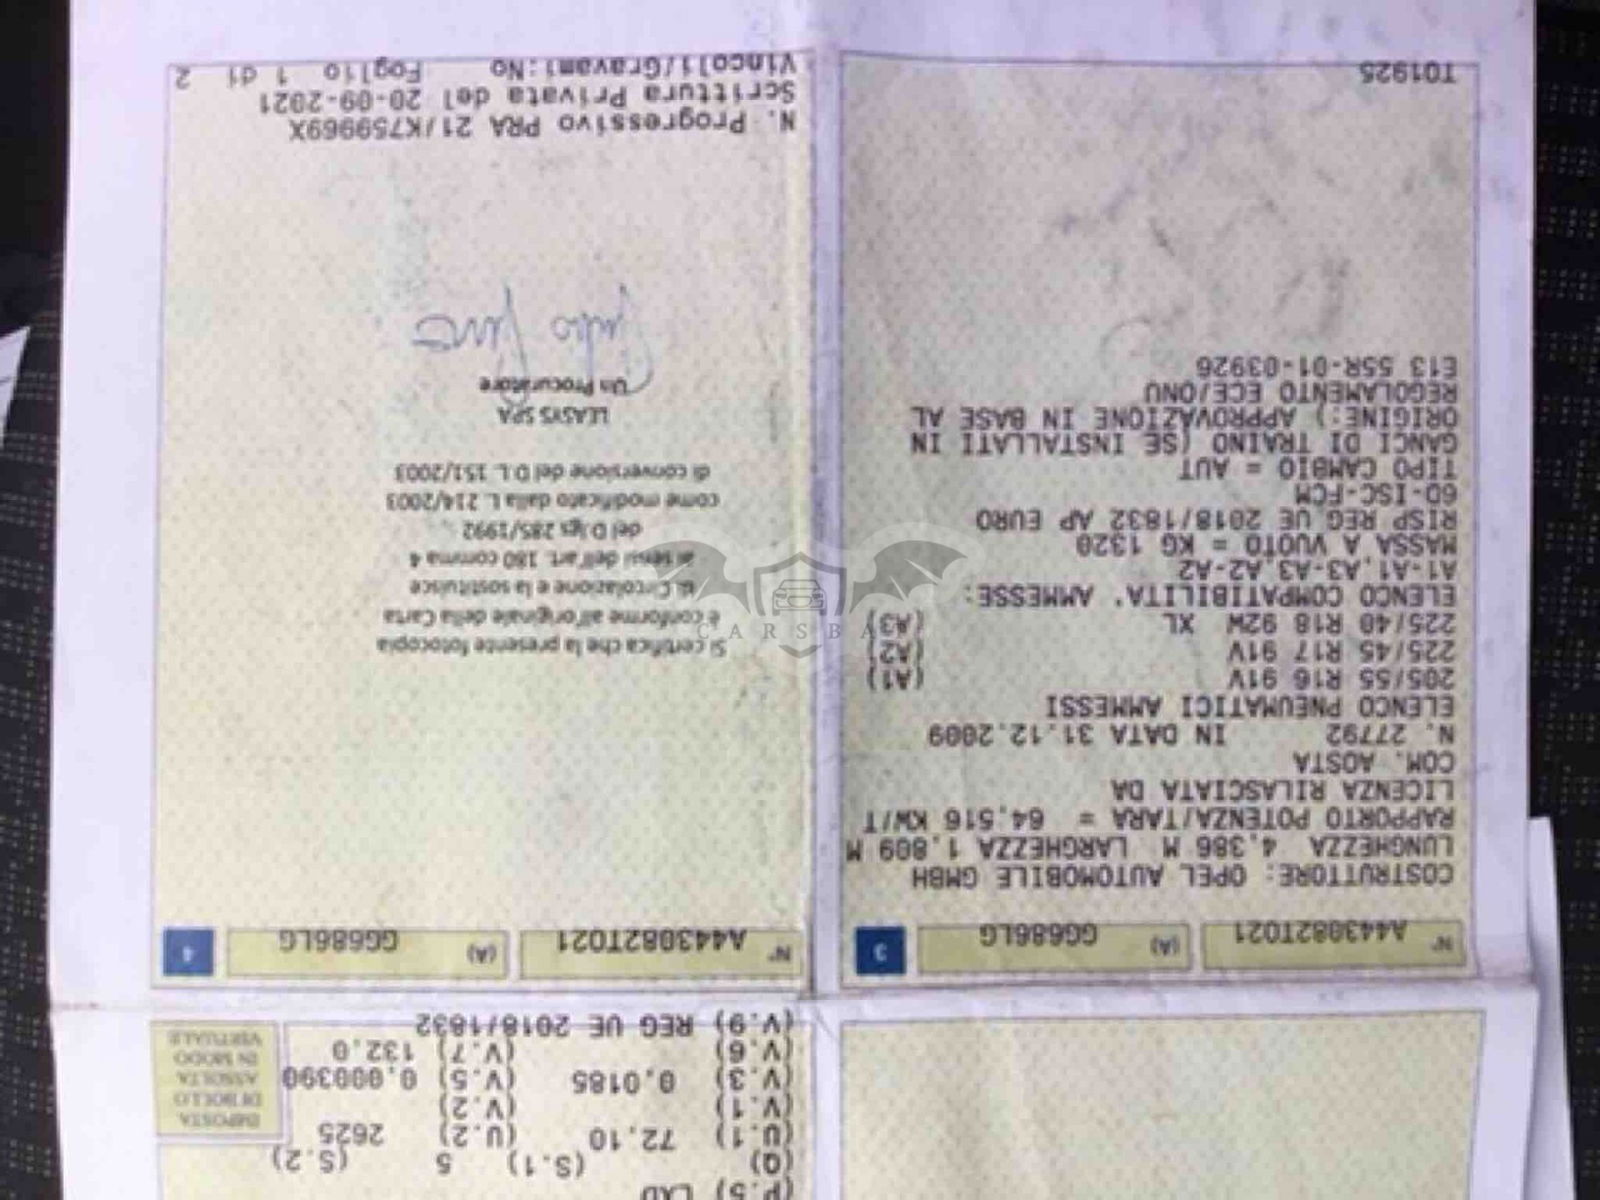 (P.5) LXD
(Q) (S.1) 5 (S.2)
(U.1) 72.10 (U.2) 2625
(V.1) (V.2)
(V.3) 0.0185 (V.5) 0.000390
(V.6) (V.7) 132.0
(V.9) REG UE 2018/1832
IMPOSTA
DI BOLLO
ASSOLTA
IN MODO
VIRTUALE
N° A443082TO21 (A) GG686LG 3
COSTRUTTORE: OPEL AUTOMOBILE GMBH
LUNGHEZZA 4,386 M LARGHEZZA 1,809 M
RAPPORTO POTENZA/TARA = 64,516 KW/T
LICENZA RILASCIATA DA
COM. AOSTA
N. 27792 IN DATA 31.12.2009
ELENCO PNEUMATICI AMMESSI
205/55 R16 91V (A1)
225/45 R17 91V (A2)
225/40 R18 92W XL (A3)
ELENCO COMPATIBILITA' AMMESSE:
A1-A1,A3-A3,A2-A2
MASSA A VUOTO = KG 1320
RISP REG UE 2018/1832 AP EURO
6D-ISC-FCM
TIPO CAMBIO = AUT
GANCI DI TRAINO (SE INSTALLATI IN
ORIGINE:) APPROVAZIONE IN BASE AL
REGOLAMENTO ECE/ONU
E13 55R-01-03926
TO1925
N° A443082TO21 (A) GG686LG 4
Si certifica che la presente fotocopia
è conforme all'originale della Carta
di Circolazione e la sostituisce
ai sensi dell'art. 180 comma 4
del D.lgs 285/1992
come modificato dalla L. 214/2003
di conversione del D.L. 151/2003
LEASYS SPA
Un Procuratore
N. Progressivo PRA 21/K759969X
Scrittura Privata del 20-09-2021
Vincoli/Gravami:No Foglio 1 di 2
CARSBA